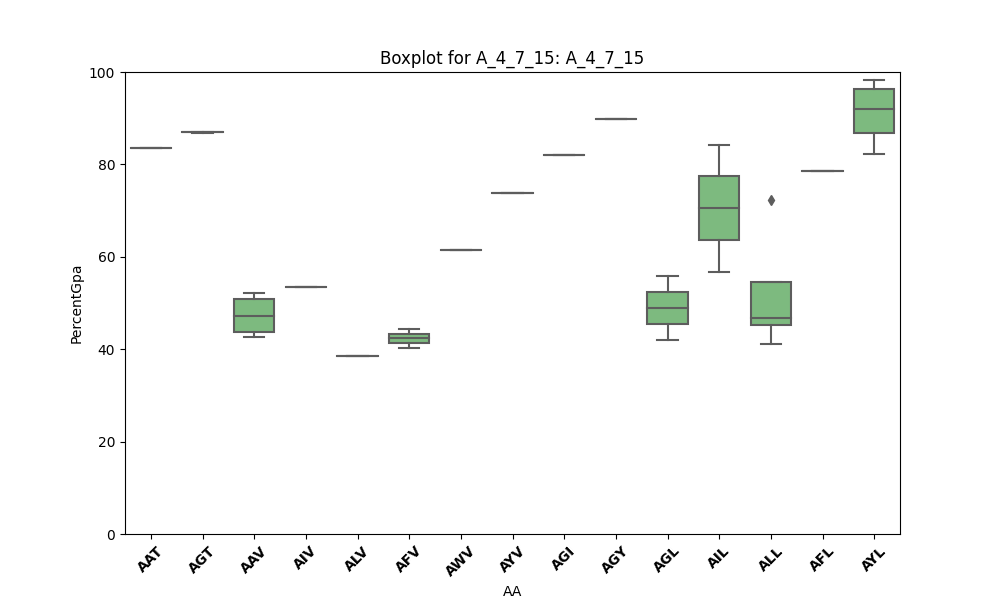 Boxplot for A_4_7_15: A_4_7_15
100
80
60
40
20
0
PercentGpa
AAT AGT AAV AIV ALV AFV AWV AYV AGI AGY AGL AIL ALL AFL AYL
AA